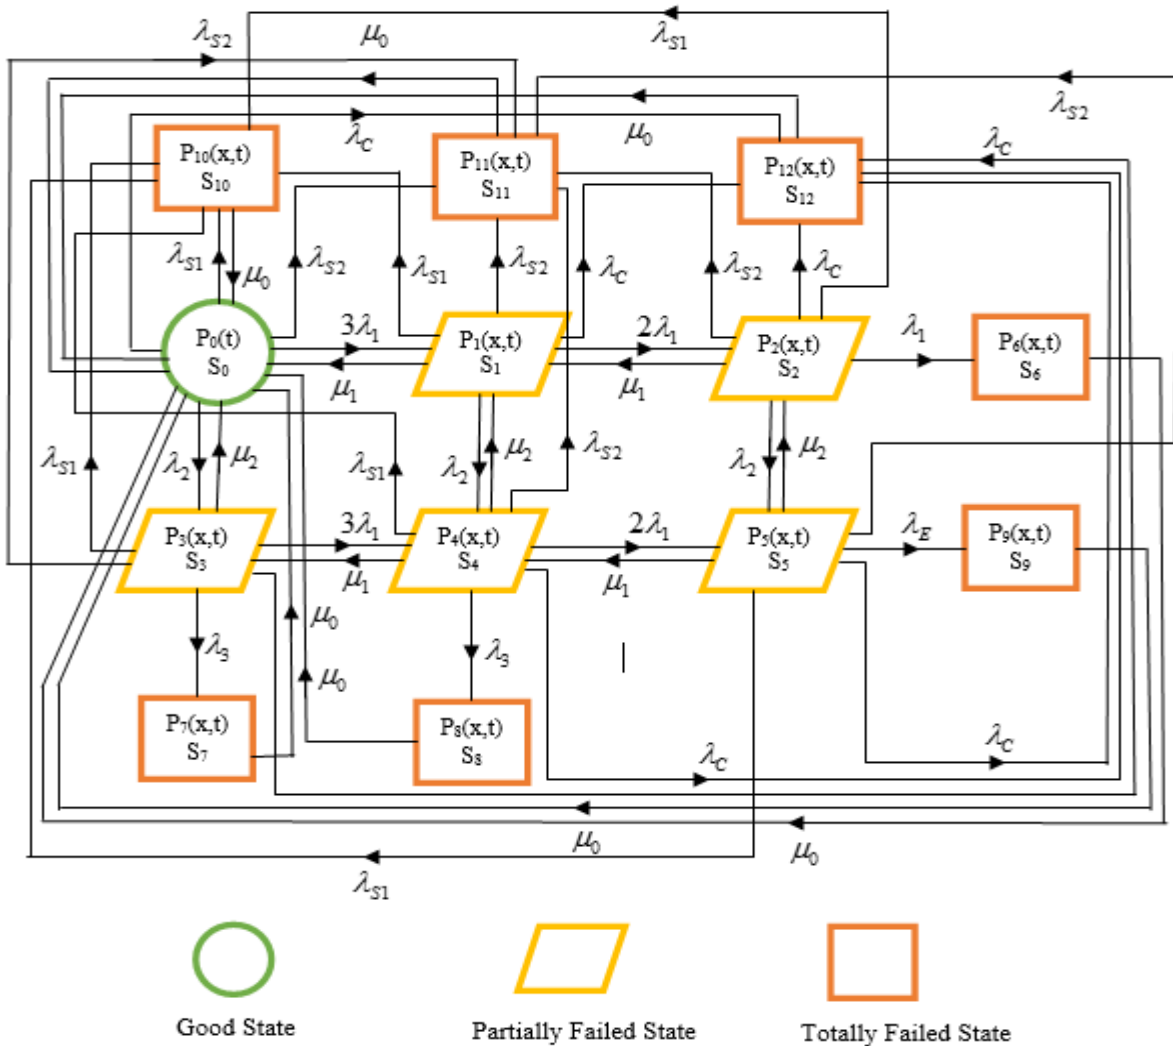 λS1
λS2
μ0
λS2
λC
μ0
λC
P10(x,t)
S10
P11(x,t)
S11
P12(x,t)
S12
λS1
μ0
λS2
λS1
λS2
λC
λS2
λC
P0(t)
S0
3λ1
μ1
P1(x,t)
S1
2λ1
μ1
P2(x,t)
S2
λ1
P6(x,t)
S6
λS1
λ2
μ2
λS1
λ2
μ2
λS2
λ2
μ2
P3(x,t)
S3
3λ1
μ1
P4(x,t)
S4
2λ1
μ1
P5(x,t)
S5
λE
P9(x,t)
S9
λ3
μ0
μ0
λ3
P7(x,t)
S7
P8(x,t)
S8
λC
λC
μ0
μ0
λS1
Good State
Partially Failed State
Totally Failed State